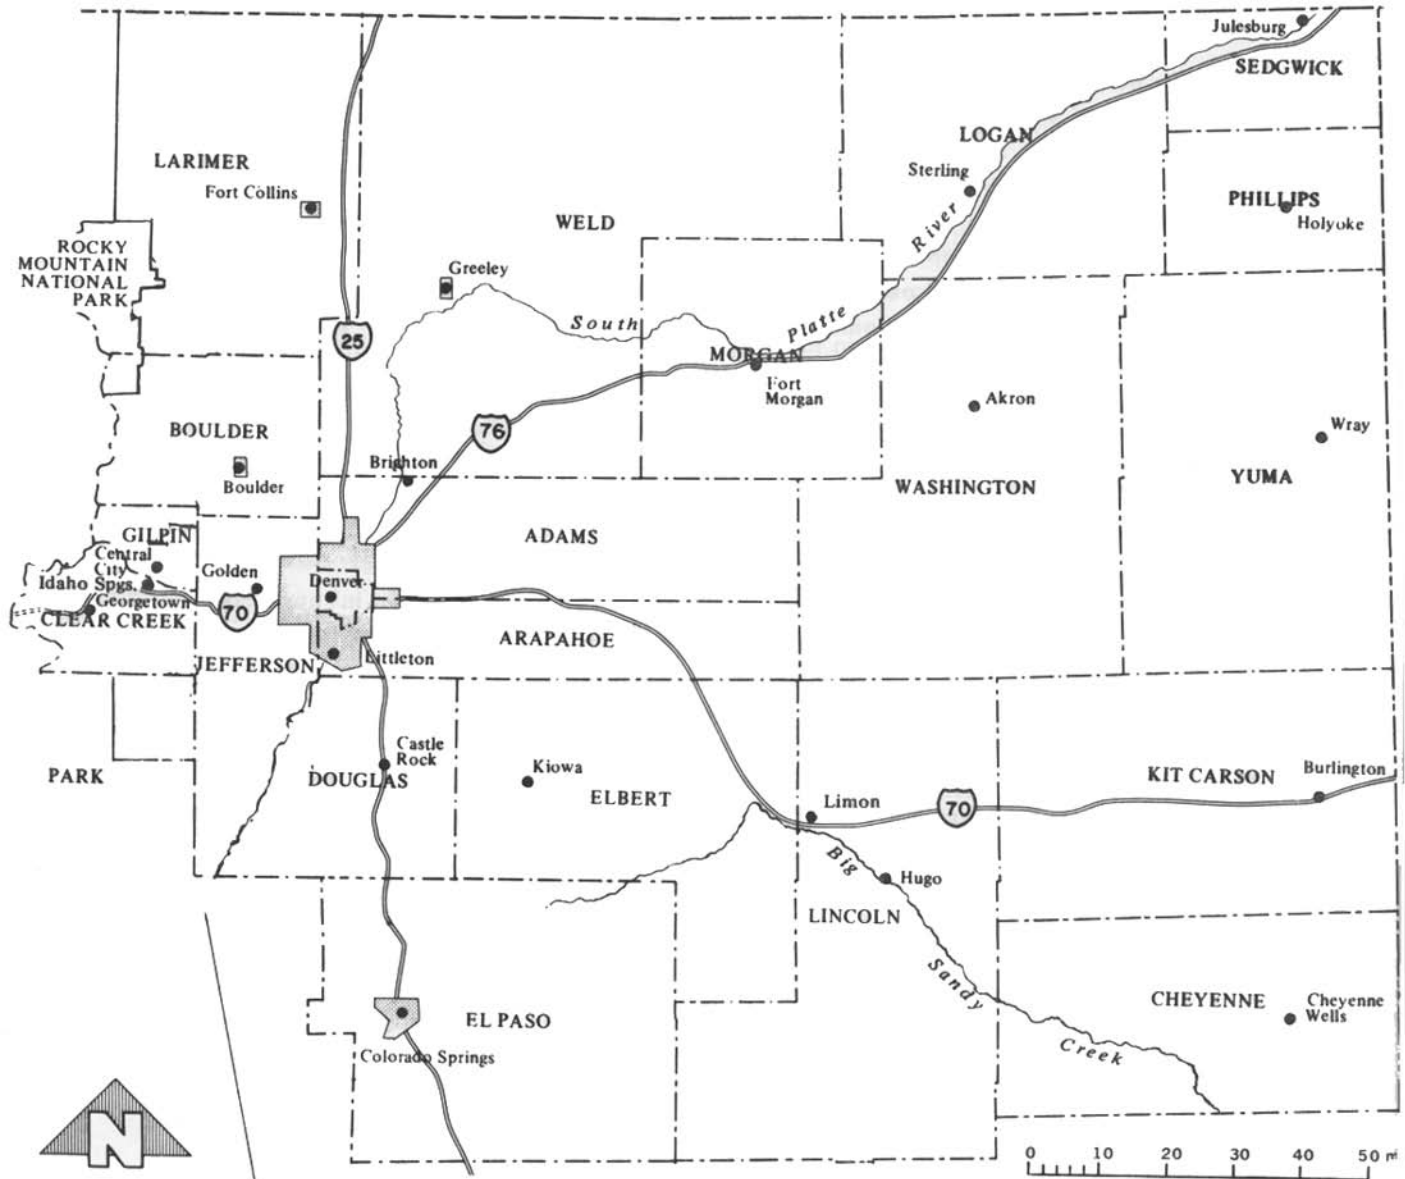 Julesburg
SEDGWICK
LOGAN
LARIMER
Fort Collins
Sterling
PHILLIPS
Holyoke
WELD
River
ROCKY
MOUNTAIN
NATIONAL
PARK
Greeley
South
Platte
25
MORGAN
Fort
Morgan
Akron
76
Wray
BOULDER
Boulder
Brighton
WASHINGTON
YUMA
GILPIN
Central
City
Idaho Spgs.
Georgetown
CLEAR CREEK
Golden
70
Denver
ADAMS
ARAPAHOE
JEFFERSON
Littleton
PARK
Castle
Rock
DOUGLAS
Kiowa
ELBERT
Limon
70
KIT CARSON
Burlington
Big
Hugo
LINCOLN
Sandy
CHEYENNE
Cheyenne
Wells
EL PASO
Creek
Colorado Springs
N
0 10 20 30 40 50 mi